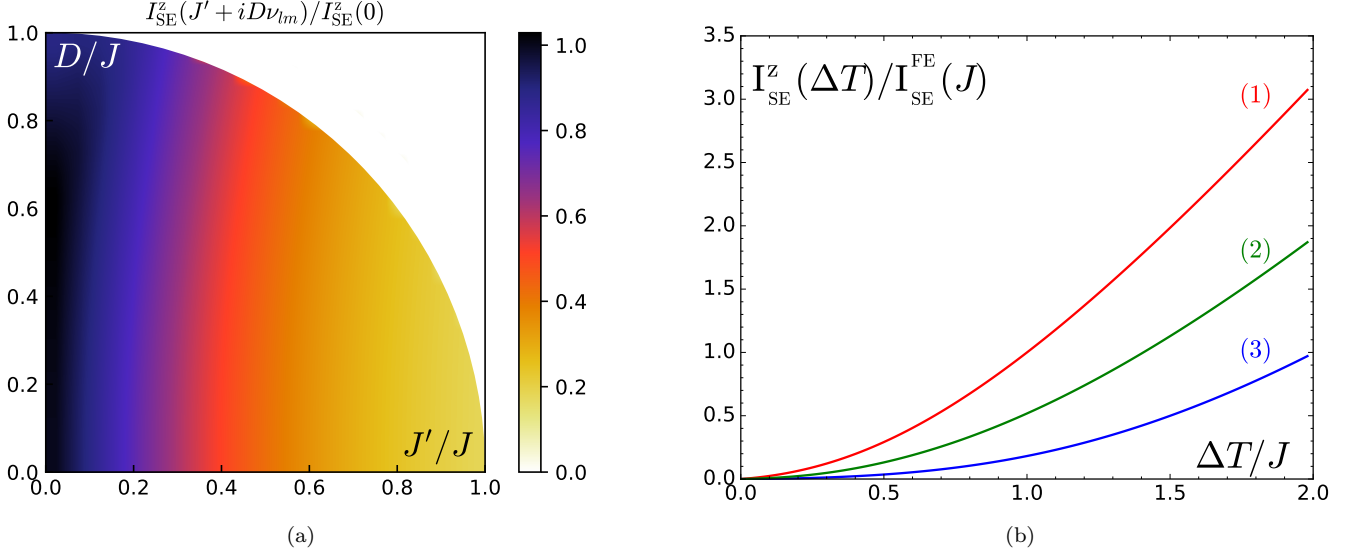 I^z_SE(J′ + iDν_lm)/I^z_SE(0)
D/J
1.0
0.8
0.6
0.4
0.2
0.0
0.0 0.2 0.4 0.6 0.8 1.0
J′/J
1.0
0.8
0.6
0.4
0.2
0.0
(a)
I^z_SE(ΔT)/I^FE_SE(J)
3.5
3.0
2.5
2.0
1.5
1.0
0.5
0.0
(1)
(2)
(3)
ΔT/J
0.0 0.5 1.0 1.5 2.0
(b)